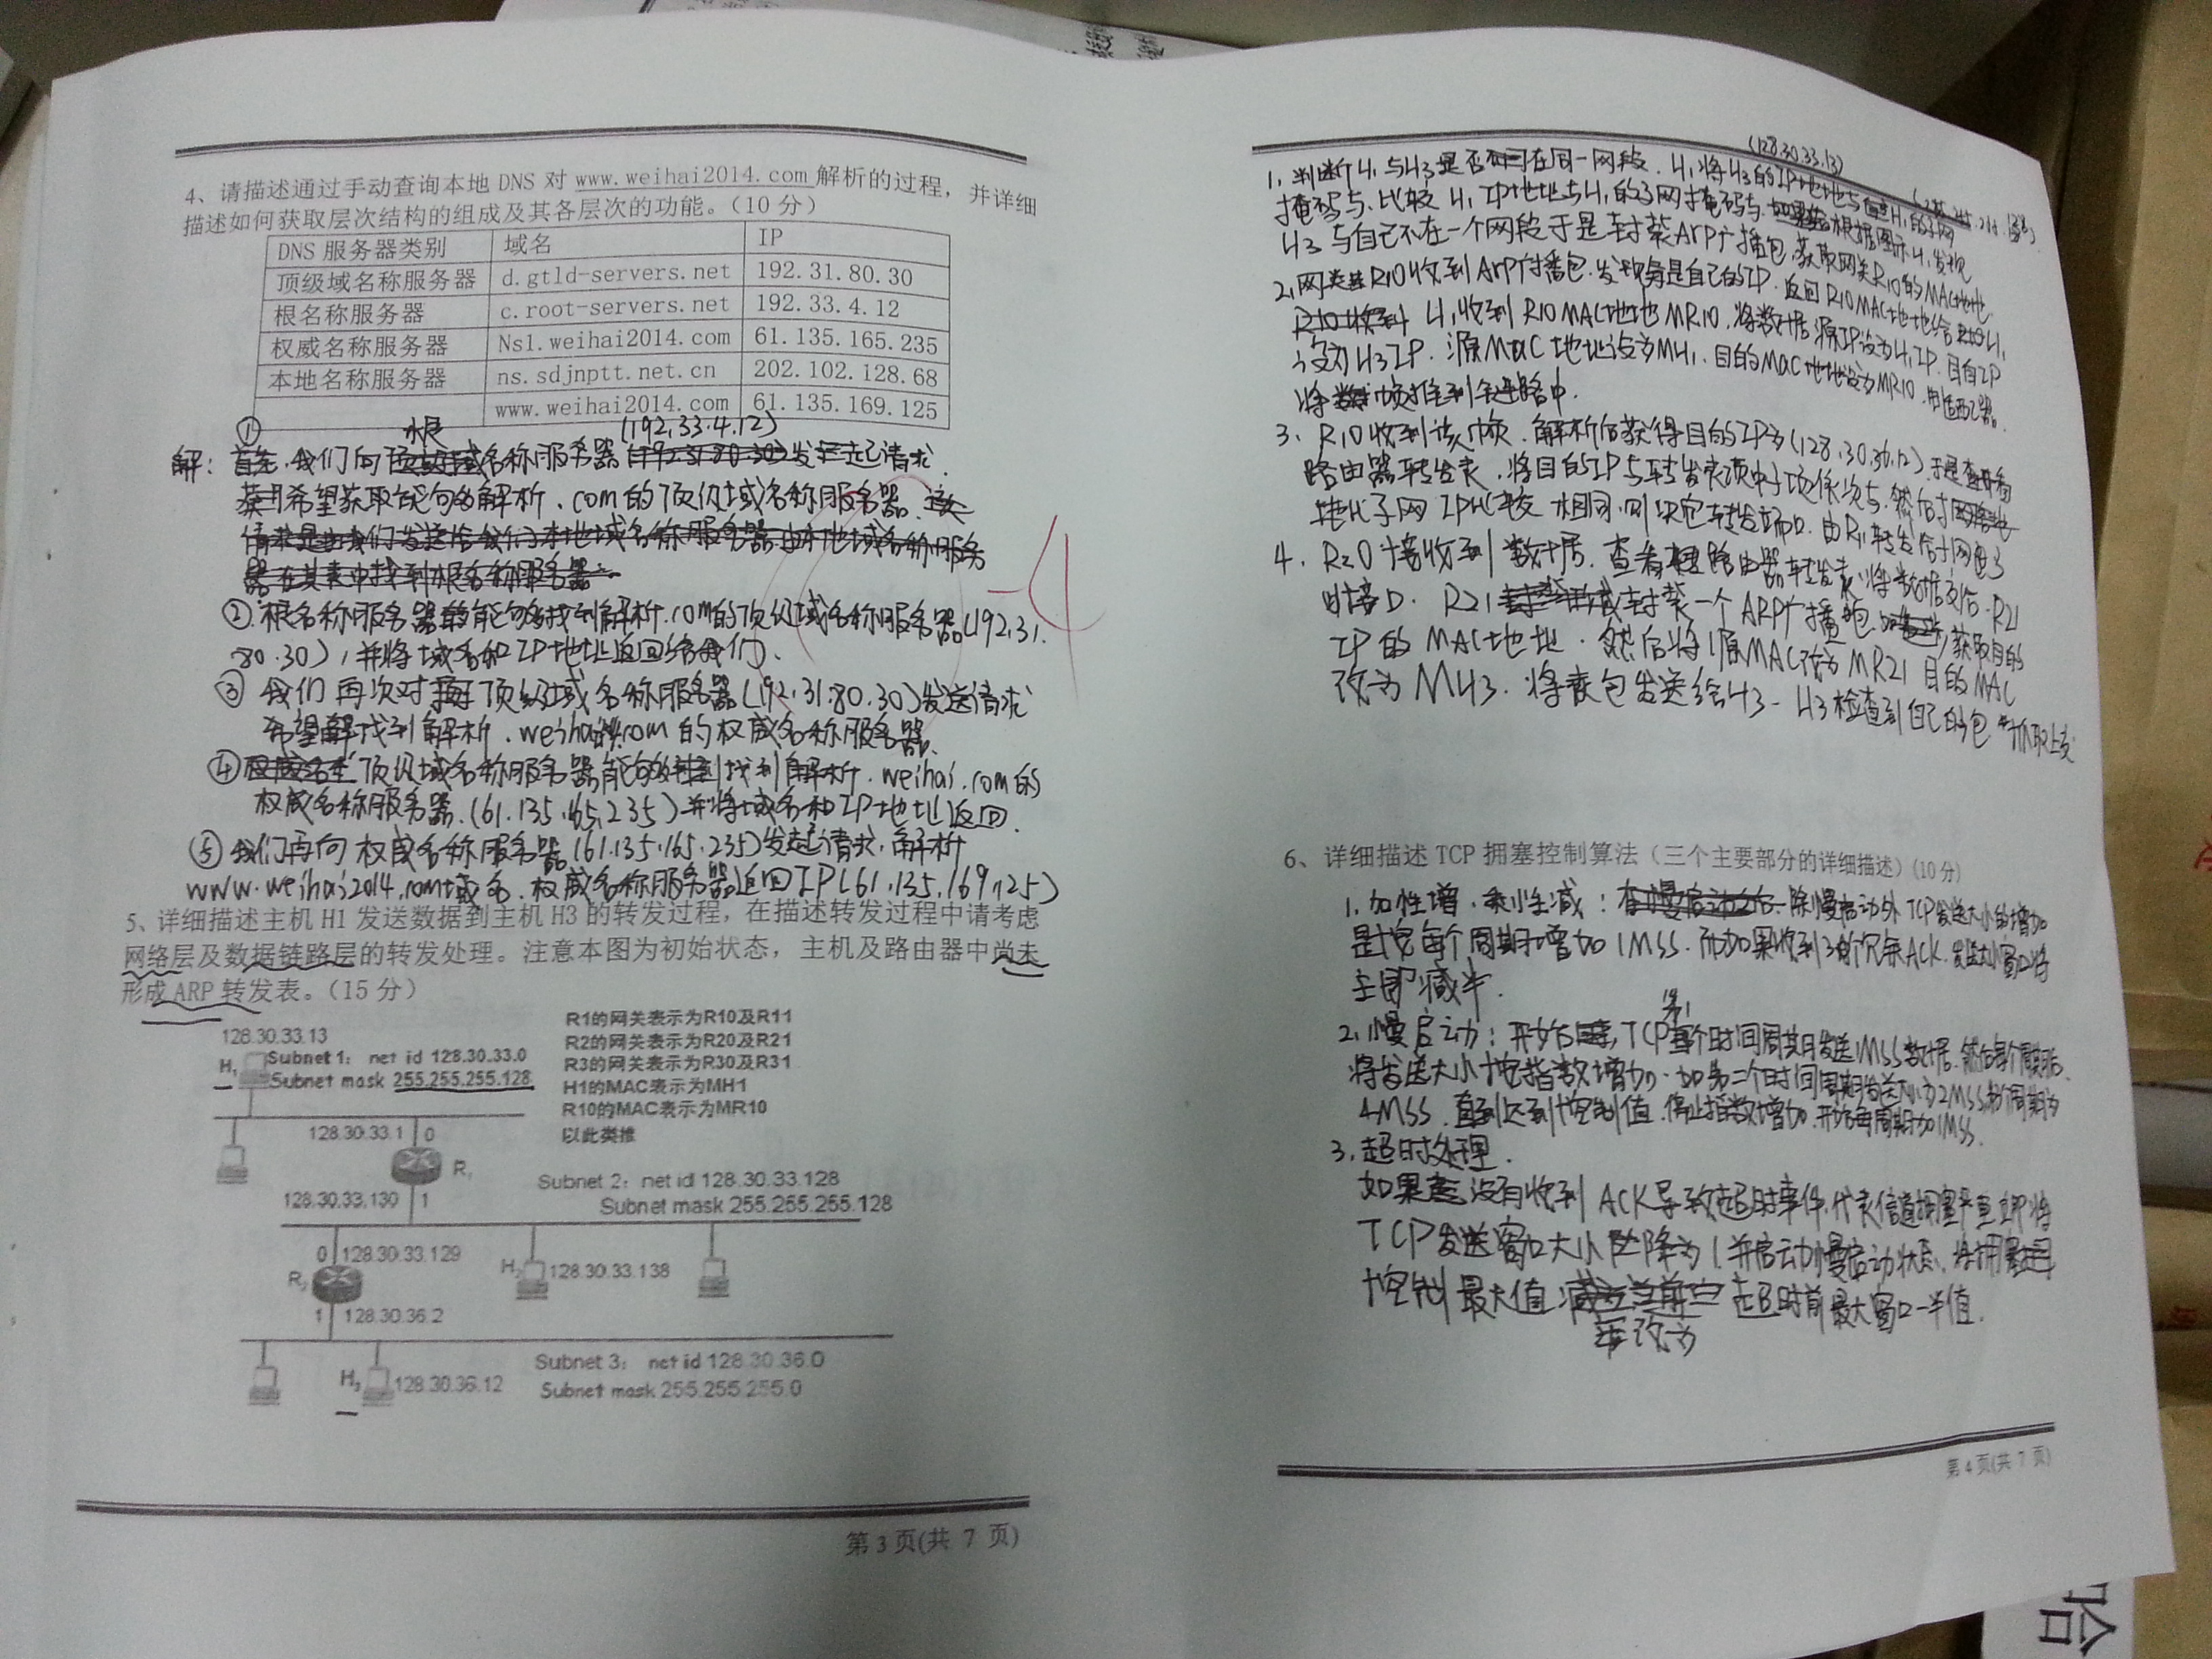 4、请描述通过手动查询本地 DNS 对 www.weihai2014.com 解析的过程，并详细
描述如何获取层次结构的组成及其各层次的功能。（10 分）
DNS 服务器类别 域名 IP
顶级域名称服务器 d.gtld-servers.net 192.31.80.30
根名称服务器 c.root-servers.net 192.33.4.12
权威名称服务器 Ns1.weihai2014.com 61.135.165.235
本地名称服务器 ns.sdjnptt.net.cn 202.102.128.68
www.weihai2014.com 61.135.169.125
① 根 (192.33.4.12)
解：我们向 名称服务器 发起请求
希望获取能够解析.com的顶级域名称服务器.
②.根名称服务器能够找到解析.com的顶级域名称服务器(192.31.
80.30)，并将域名和IP地址返回给我们.
③ 我们再次对顶级域名称服务器(192.31.80.30)发送请求
希望找到解析.weihai.com的权威名称服务器.
④ 顶级域名称服务器能够找到解析.weihai.com的
权威名称服务器.(61.135.165.235)并将域名和IP地址返回.
⑤ 我们再向权威名称服务器(61.135.165.235)发起请求,解析
www.weihai2014.com域名.权威名称服务器返回IP(61.135.169.125)
-4
5、详细描述主机 H1 发送数据到主机 H3 的转发过程，在描述转发过程中请考虑
网络层及数据链路层的转发处理。注意本图为初始状态，主机及路由器中尚未
形成 ARP 转发表。（15 分）
128.30.33.13
H1 Subnet 1: net id 128.30.33.0
Subnet mask 255.255.255.128
R1的网关表示为R10及R11
R2的网关表示为R20及R21
R3的网关表示为R30及R31
H1的MAC表示为MH1
R10的MAC表示为MR10
以此类推
128.30.33.1 0
R1
128.30.33.130 1
Subnet 2: net id 128.30.33.128
Subnet mask 255.255.255.128
0 128.30.33.129
R2
H2 128.30.33.138
1 128.30.36.2
Subnet 3: net id 128.30.36.0
Subnet mask 255.255.255.0
H3 128.30.36.12
第 3 页(共 7 页)
(128.30.33.13)
1. 判断H1与H3是否在同一网段. H1将H3的IP地址与H1的子网
掩码与.比较H1 IP地址与H1的子网掩码与. 根据图示H1发现
H3与自己不在一个网段于是封装ARP广播包,获取网关R10的MAC地址
2. R10收到ARP广播包.发现是自己的IP.返回R10MAC地址给H1
H1收到R10MAC地址MR10.将数据源IP设为H1IP.目的IP
设为H3IP.源MAC地址设为MH1.目的MAC地址设为MR10.
将帧推到链路中.
3. R10收到该帧.解析后获得目的IP为(128.30.36.12)于是查看
路由器转发表.将目的IP与转发表项中 项依次与.然后
4. R20接收到数据.查看路由器转发表.将数据交给R21
接口. R21封装一个ARP广播包. 获取目的
IP的MAC地址.然后将源MAC改为MR21目的MAC
改为MH3.将包发送给H3.H3检查到自己的包
6、详细描述 TCP 拥塞控制算法（三个主要部分的详细描述）(10 分)
1. 加性增.乘性减: 除慢启动外TCP发送大小的增加
是按每个周期增加1MSS.而如果收到3个冗余ACK.发送窗口将
立即减半.
2. 慢启动: 开始后,TCP第1个时间周期发送1MSS数据.然后每个周期后
将发送大小按指数增加.如第二个时间周期发送大小为2MSS 周期为
4MSS.直到达到控制值.停止指数增加.开始每周期加1MSS.
3. 超时处理.
如果没有收到ACK导致超时事件.代表信道拥塞严重立即将
TCP发送窗口大小降为1并启动慢启动状态.将拥塞
控制最大值 超时前最大窗口一半值.
改为
第 4 页(共 7 页)
哈